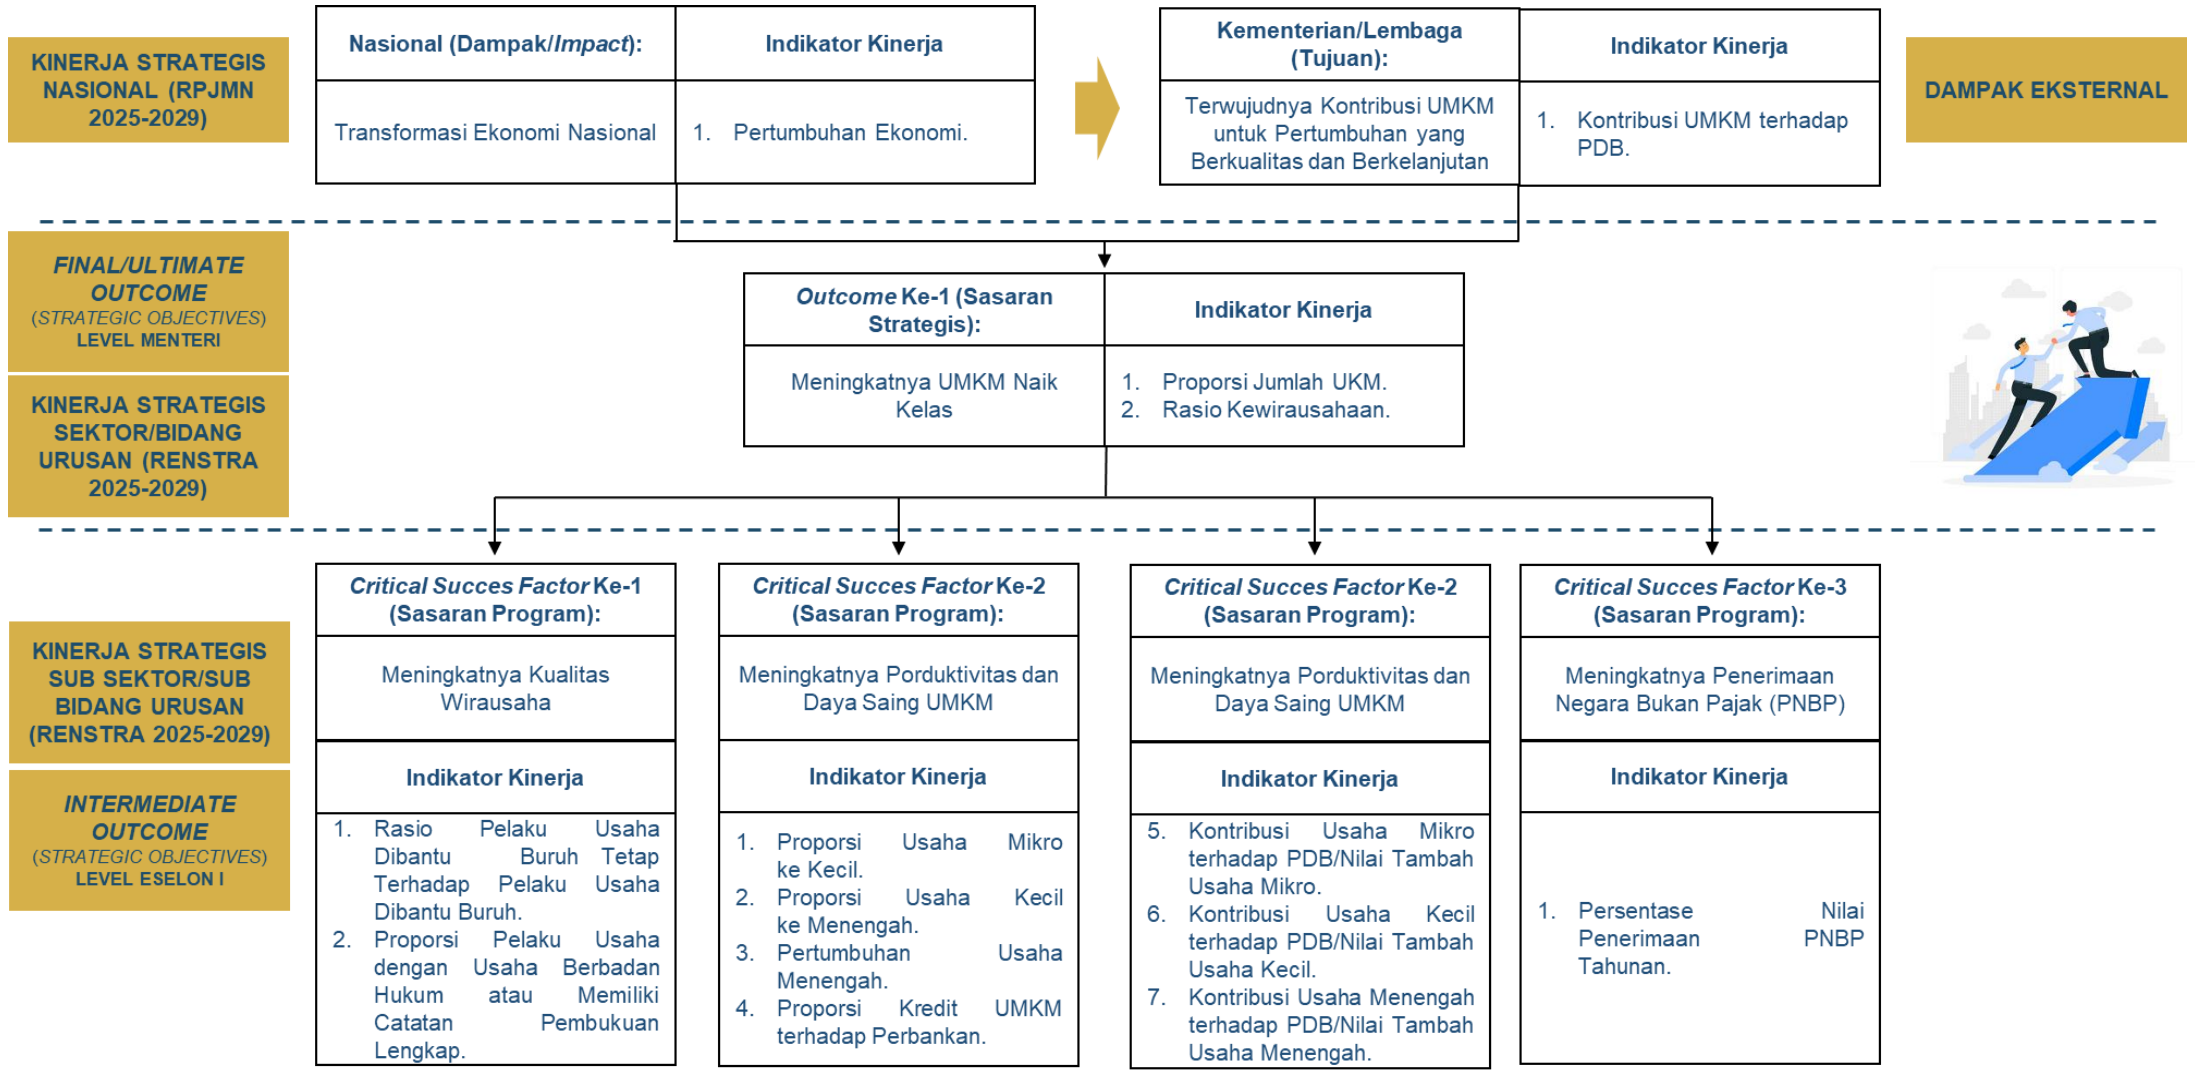 KINERJA STRATEGIS
NASIONAL (RPJMN
2025-2029)
Nasional (Dampak/Impact):
Indikator Kinerja
Transformasi Ekonomi Nasional
1. Pertumbuhan Ekonomi.
Kementerian/Lembaga
(Tujuan):
Indikator Kinerja
Terwujudnya Kontribusi UMKM
untuk Pertumbuhan yang
Berkualitas dan Berkelanjutan
1. Kontribusi UMKM terhadap
PDB.
DAMPAK EKSTERNAL
FINAL/ULTIMATE
OUTCOME
(STRATEGIC OBJECTIVES)
LEVEL MENTERI
KINERJA STRATEGIS
SEKTOR/BIDANG
URUSAN (RENSTRA
2025-2029)
Outcome Ke-1 (Sasaran
Strategis):
Indikator Kinerja
Meningkatnya UMKM Naik
Kelas
1. Proporsi Jumlah UKM.
2. Rasio Kewirausahaan.
KINERJA STRATEGIS
SUB SEKTOR/SUB
BIDANG URUSAN
(RENSTRA 2025-2029)
INTERMEDIATE
OUTCOME
(STRATEGIC OBJECTIVES)
LEVEL ESELON I
Critical Succes Factor Ke-1
(Sasaran Program):
Meningkatnya Kualitas
Wirausaha
Indikator Kinerja
1. Rasio Pelaku Usaha
Dibantu Buruh Tetap
Terhadap Pelaku Usaha
Dibantu Buruh.
2. Proporsi Pelaku Usaha
dengan Usaha Berbadan
Hukum atau Memiliki
Catatan Pembukuan
Lengkap.
Critical Succes Factor Ke-2
(Sasaran Program):
Meningkatnya Porduktivitas dan
Daya Saing UMKM
Indikator Kinerja
1. Proporsi Usaha Mikro
ke Kecil.
2. Proporsi Usaha Kecil
ke Menengah.
3. Pertumbuhan Usaha
Menengah.
4. Proporsi Kredit UMKM
terhadap Perbankan.
Critical Succes Factor Ke-2
(Sasaran Program):
Meningkatnya Porduktivitas dan
Daya Saing UMKM
Indikator Kinerja
5. Kontribusi Usaha Mikro
terhadap PDB/Nilai Tambah
Usaha Mikro.
6. Kontribusi Usaha Kecil
terhadap PDB/Nilai Tambah
Usaha Kecil.
7. Kontribusi Usaha Menengah
terhadap PDB/Nilai Tambah
Usaha Menengah.
Critical Succes Factor Ke-3
(Sasaran Program):
Meningkatnya Penerimaan
Negara Bukan Pajak (PNBP)
Indikator Kinerja
1. Persentase Nilai
Penerimaan PNBP
Tahunan.